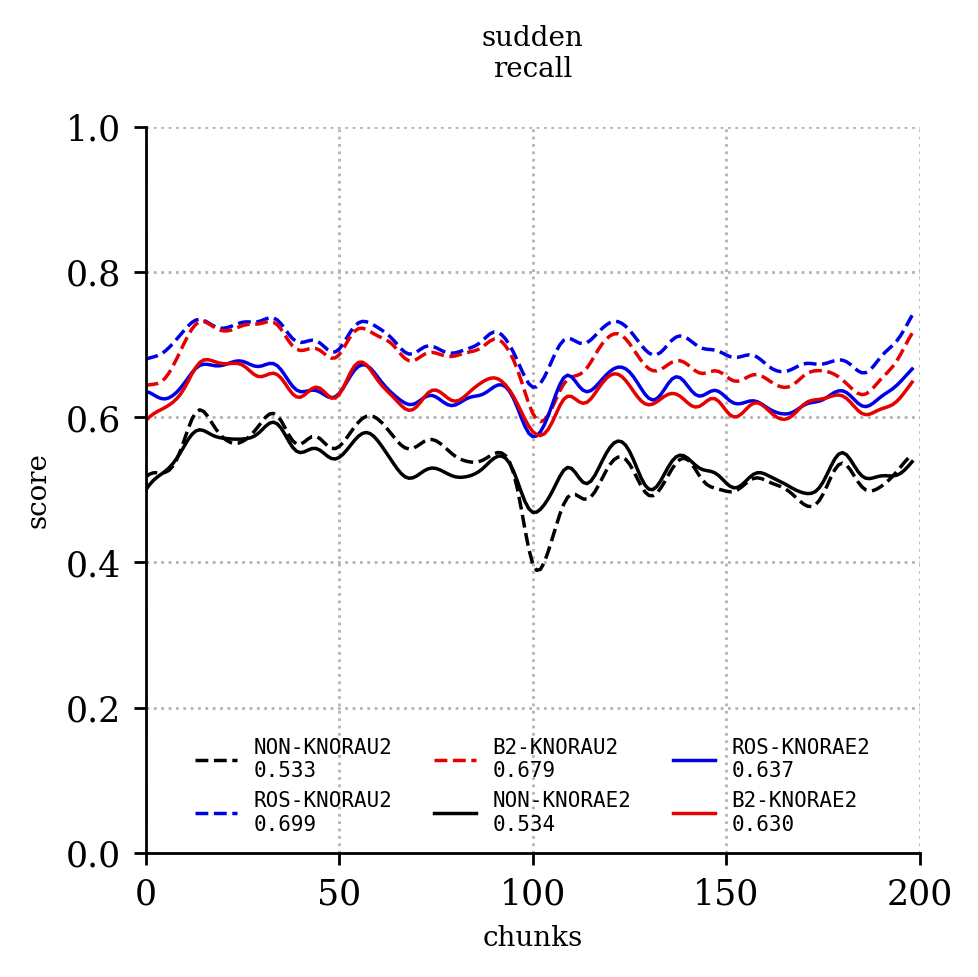 sudden
recall
1.0
0.8
0.6
0.4
0.2
0.0
score
NON-KNORAU2
0.533
ROS-KNORAU2
0.699
B2-KNORAU2
0.679
NON-KNORAE2
0.534
ROS-KNORAE2
0.637
B2-KNORAE2
0.630
0 50 100 150 200
chunks